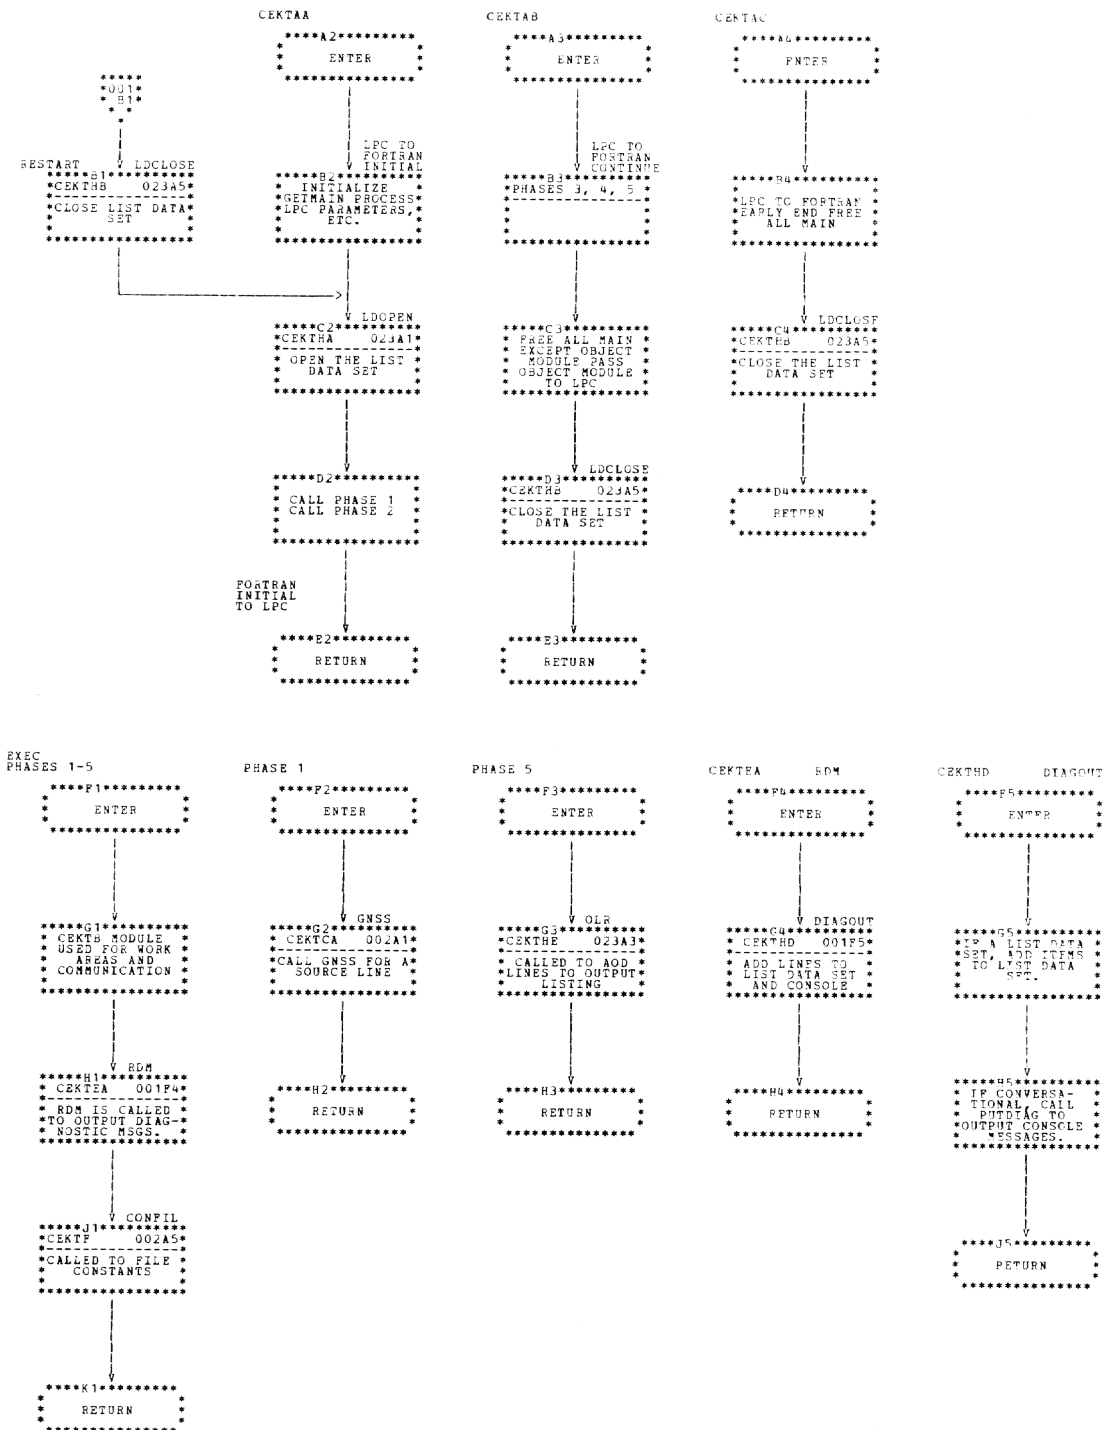 CEKTAA
****A2*********
ENTER
CEKTAB
****A3*********
ENTER
CEKTAC
****A4*********
ENTER
*001*
B1*
RESTART
LDCLOSE
*****B1**********
*CEKTHB 023A5*
*CLOSE LIST DATA*
SET
LPC TO
FORTRAN
INITIAL
*****B2**********
INITIALIZE
GETMAIN PROCESS
LPC PARAMETERS,
ETC.
LPC TO
FORTRAN
CONTINUE
*****B3**********
*PHASES 3, 4, 5 *
*****B4**********
*LPC TO FORTRAN
EARLY END FREE
ALL MAIN
LDOPEN
*****C2**********
*CEKTHA 023A1*
OPEN THE LIST
DATA SET
*****C3**********
FREE ALL MAIN
EXCEPT OBJECT
MODULE PASS
OBJECT MODULE
TO LPC
LDCLOSE
*****C4**********
*CEKTHB 023A5*
*CLOSE THE LIST
DATA SET
*****D2**********
CALL PHASE 1
CALL PHASE 2
LDCLOSE
*****D3**********
*CEKTHB 023A5*
*CLOSE THE LIST
DATA SET
****D4*********
RETURN
FORTRAN
INITIAL
TO LPC
****E2*********
RETURN
****E3*********
RETURN
EXEC
PHASES 1-5
****F1*********
ENTER
PHASE 1
****F2*********
ENTER
PHASE 5
****F3*********
ENTER
CEKTEA RDM
****F4*********
ENTER
CEKTHD DIAGOUT
****F5*********
ENTER
*****G1**********
CEKTB MODULE
USED FOR WORK
AREAS AND
COMMUNICATION
GNSS
*****G2**********
* CEKTCA 002A1*
*CALL GNSS FOR A*
SOURCE LINE
OLR
*****G3**********
*CEKTHE 023A3*
CALLED TO ADD
LINES TO OUTPUT
LISTING
DIAGOUT
*****G4**********
* CEKTHD 001F5*
ADD LINES TO
LIST DATA SET
AND CONSOLE
*****G5**********
*IF A LIST DATA
SET, ADD ITEMS
TO LIST DATA
SET.
RDM
*****H1**********
* CEKTEA 001F4*
RDM IS CALLED
*TO OUTPUT DIAG-*
NOSTIC MSGS.
****H2*********
RETURN
****H3*********
RETURN
****H4*********
RETURN
*****H5**********
IF CONVERSA-
TIONAL, CALL
PUTDIAG TO
*OUTPUT CONSOLE
MESSAGES.
CONFIL
*****J1**********
*CEKTF 002A5*
*CALLED TO FILE
CONSTANTS
****J5*********
RETURN
****K1*********
RETURN